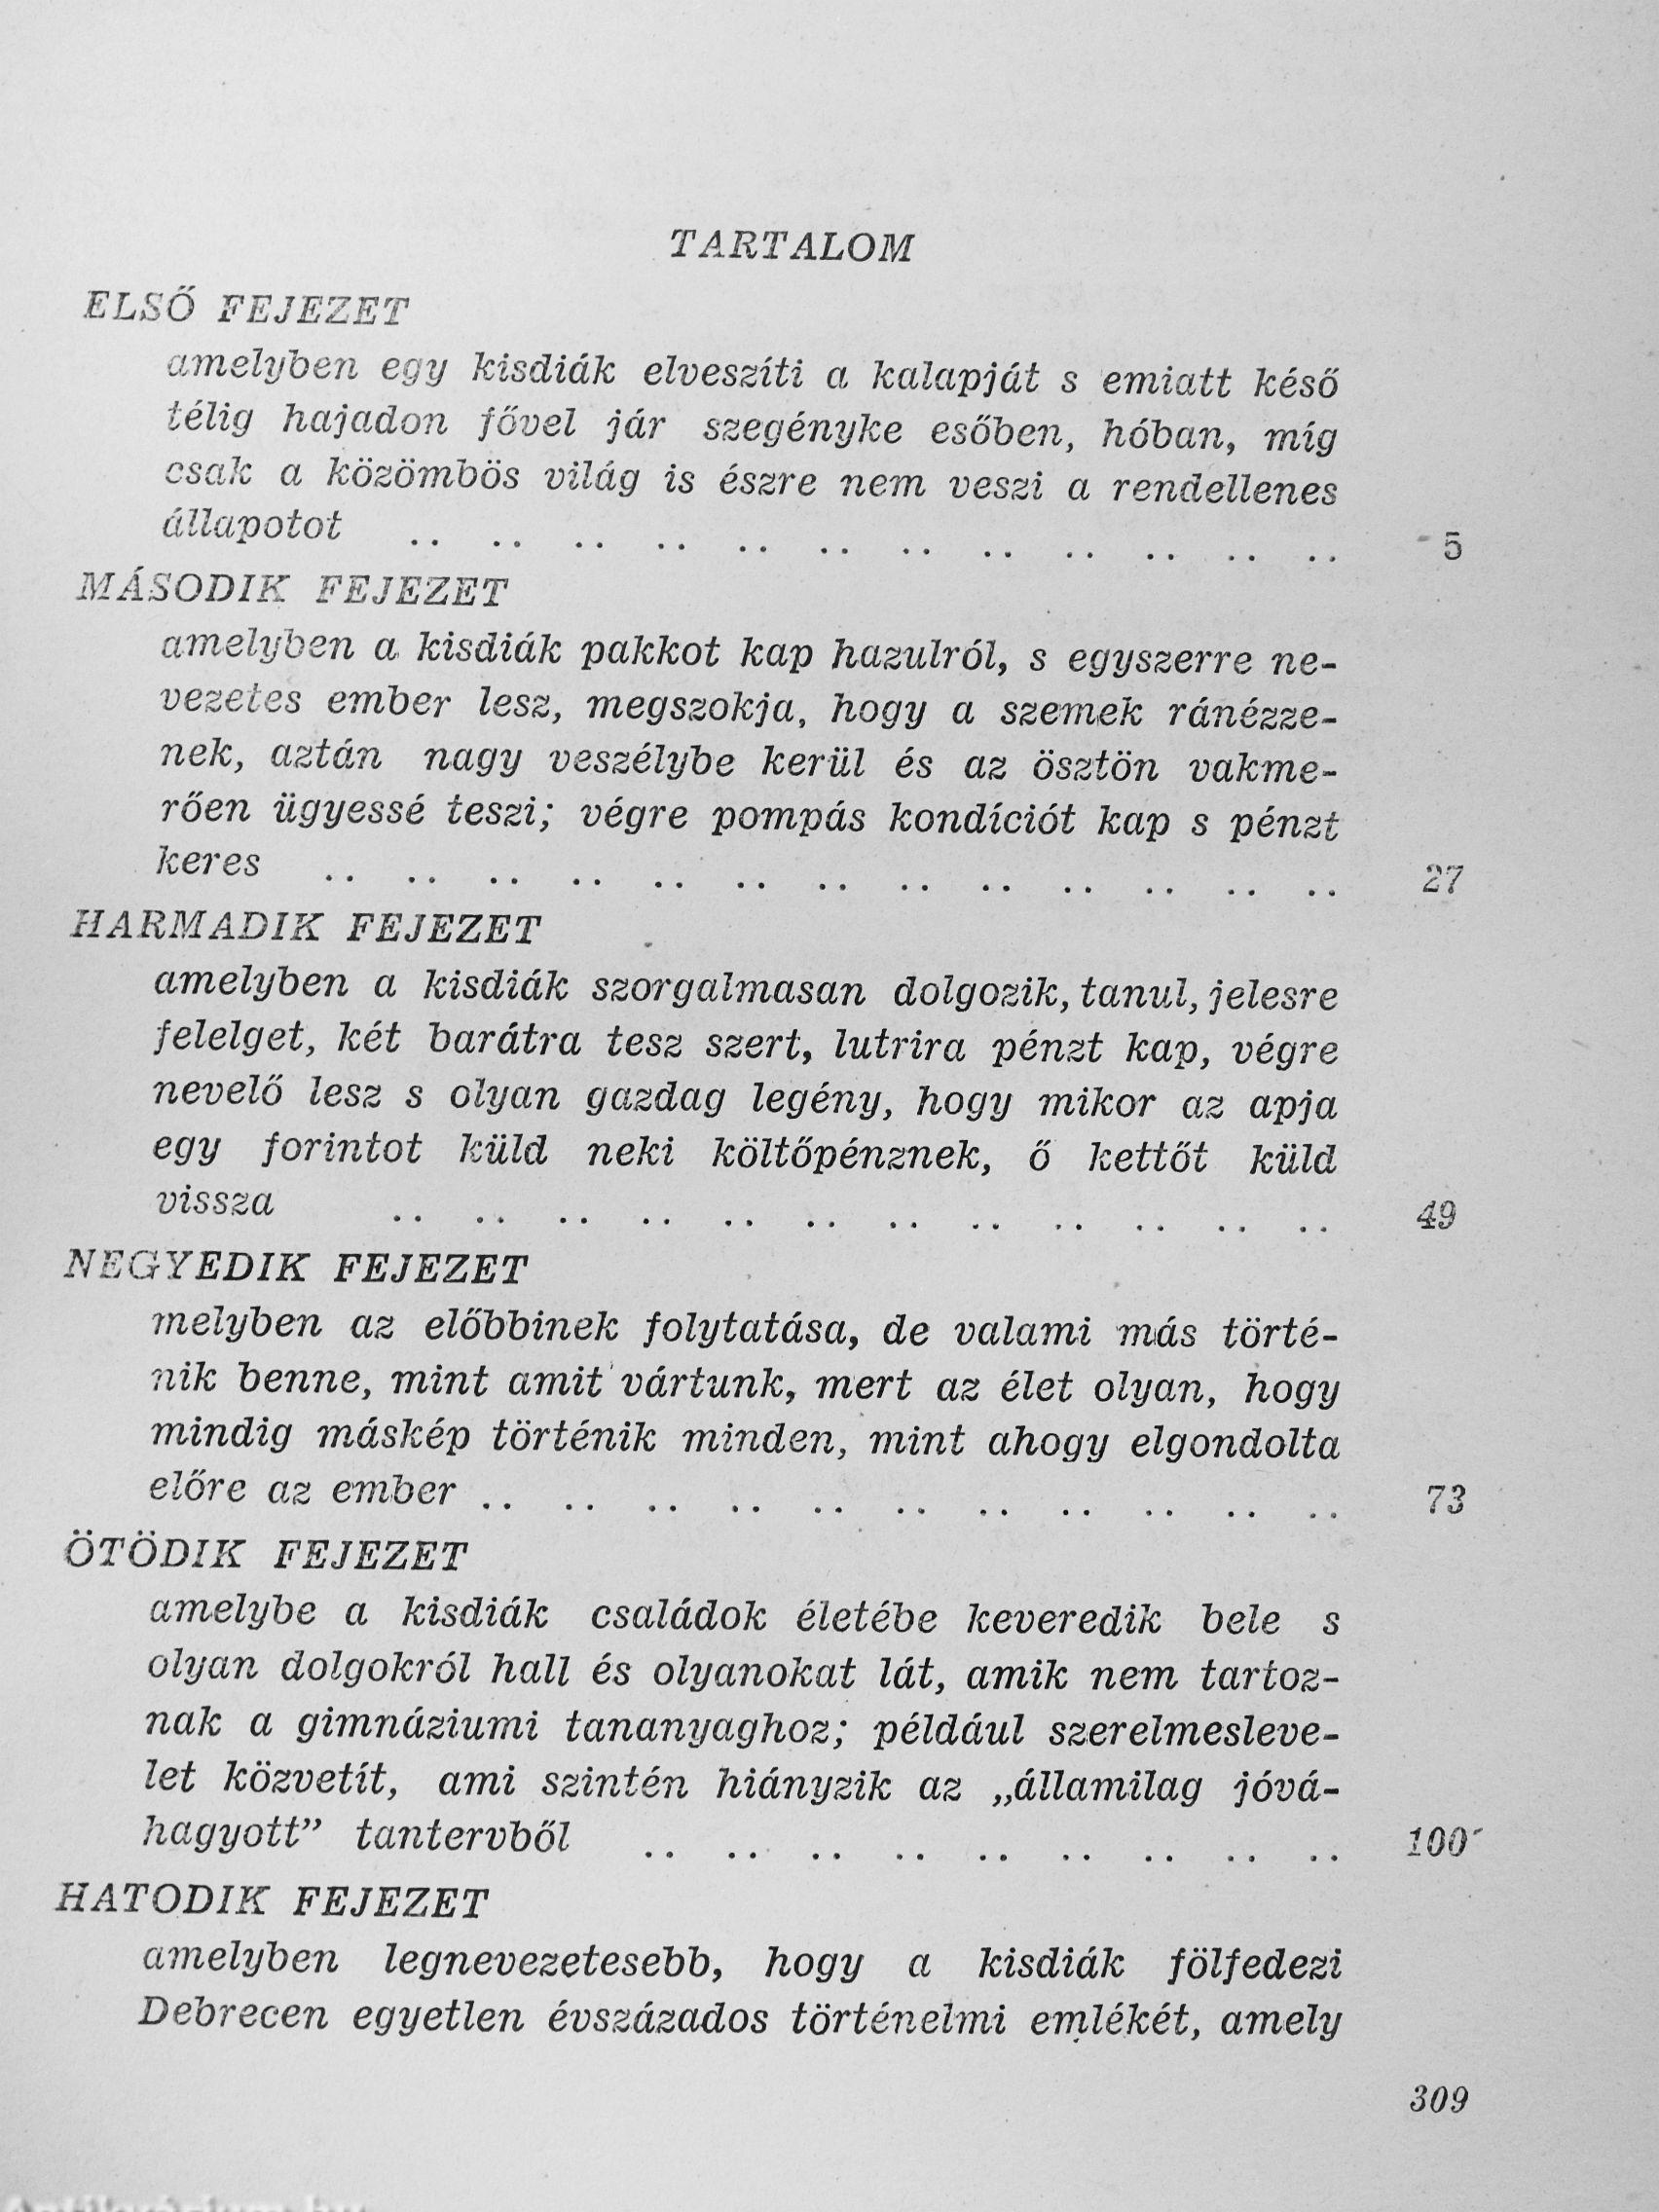 TARTALOM
ELSŐ FEJEZET
amelyben egy kisdiák elveszíti a kalapját s emiatt késő
télig hajadon fővel jár szegényke esőben, hóban, míg
csak a közömbös világ is észre nem veszi a rendellenes
állapotot .. .. .. .. .. .. .. .. .. .. .. .. 5
MÁSODIK FEJEZET
amelyben a kisdiák pakkot kap hazulról, s egyszerre ne-
vezetes ember lesz, megszokja, hogy a szemek ránézze-
nek, aztán nagy veszélybe kerül és az ösztön vakme-
rően ügyessé teszi; végre pompás kondíciót kap s pénzt
keres .. .. .. .. .. .. .. .. .. .. .. .. .. 27
HARMADIK FEJEZET
amelyben a kisdiák szorgalmasan dolgozik, tanul, jelesre
felelget, két barátra tesz szert, lutrira pénzt kap, végre
nevelő lesz s olyan gazdag legény, hogy mikor az apja
egy forintot küld neki költőpénznek, ő kettőt küld
vissza .. .. .. .. .. .. .. .. .. .. .. .. 49
NEGYEDIK FEJEZET
melyben az előbbinek folytatása, de valami más törté-
nik benne, mint amit vártunk, mert az élet olyan, hogy
mindig máskép történik minden, mint ahogy elgondolta
előre az ember .. .. .. .. .. .. .. .. .. .. .. 73
ÖTÖDIK FEJEZET
amelybe a kisdiák családok életébe keveredik bele s
olyan dolgokról hall és olyanokat lát, amik nem tartoz-
nak a gimnáziumi tananyaghoz; például szerelmesleve-
let közvetít, ami szintén hiányzik az „államilag jóvá-
hagyott” tantervből .. .. .. .. .. .. .. .. .. 100
HATODIK FEJEZET
amelyben legnevezetesebb, hogy a kisdiák fölfedezi
Debrecen egyetlen évszázados történelmi emlékét, amely
309